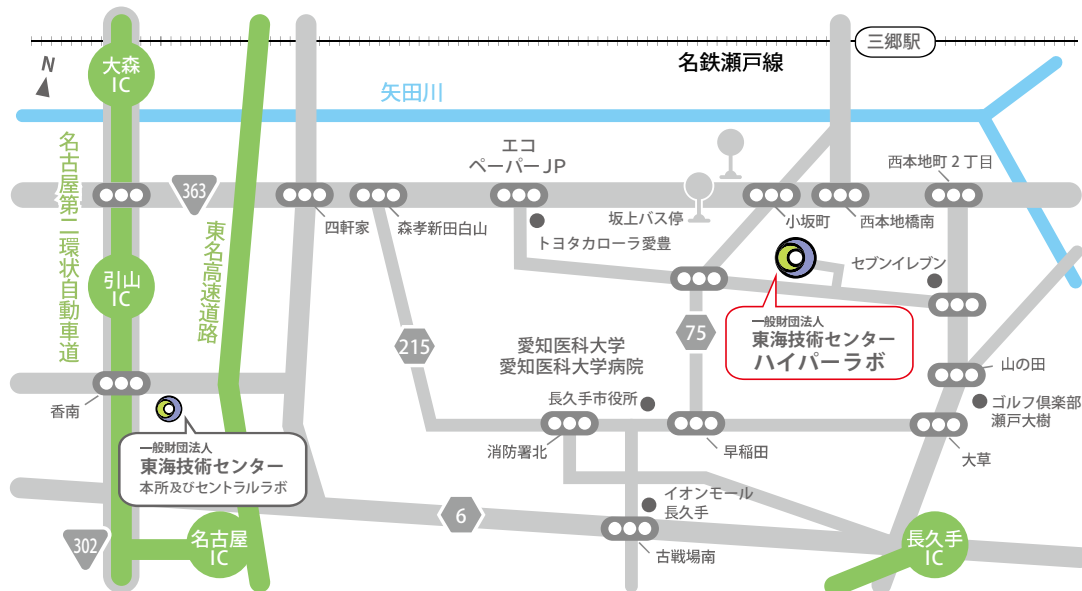 大森
IC
N
名鉄瀬戸線
三郷駅
矢田川
名古屋第二環状自動車道
363
東名高速道路
四軒家
森孝新田白山
エコ
ペーパー JP
トヨタカローラ愛豊
坂上バス停
小坂町
西本地橋南
西本地町 2 丁目
セブンイレブン
引山
IC
215
75
一般財団法人
東海技術センター
ハイパーラボ
愛知医科大学
愛知医科大学病院
山の田
ゴルフ倶楽部
瀬戸大樹
長久手市役所
香南
消防署北
早稲田
大草
一般財団法人
東海技術センター
本所及びセントラルラボ
イオンモール
長久手
6
古戦場南
302
名古屋
IC
長久手
IC